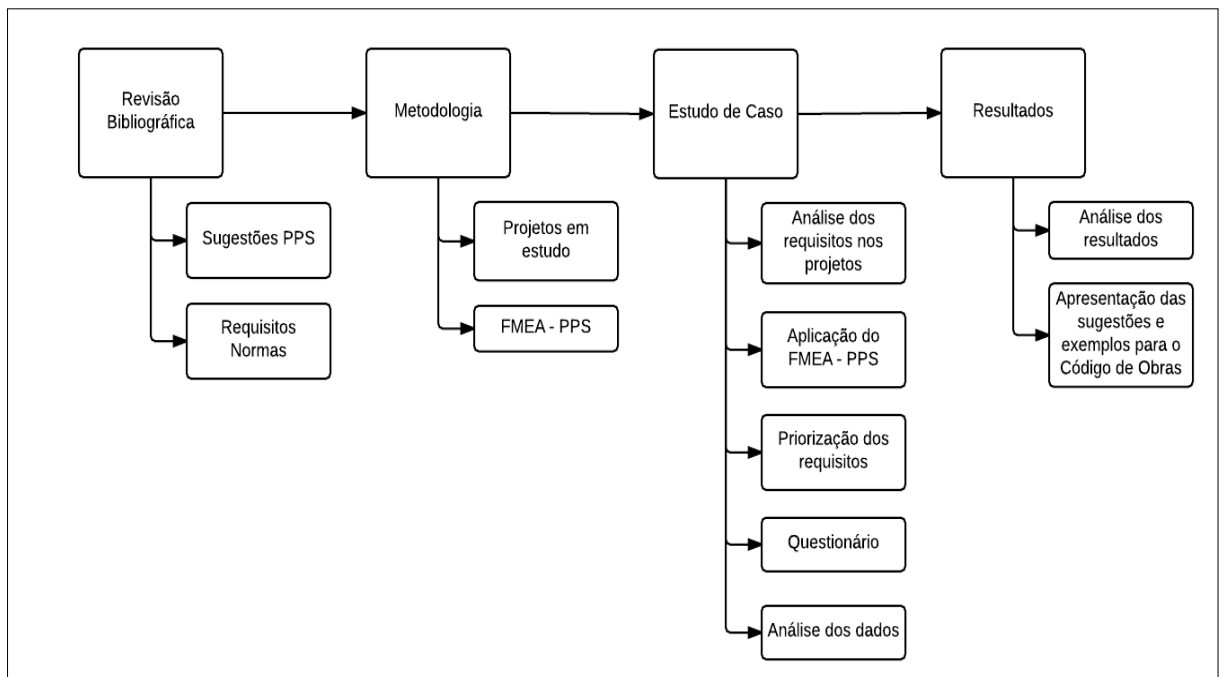 Revisão
Bibliográfica
Metodologia
Estudo de Caso
Resultados
Sugestões PPS
Requisitos
Normas
Projetos em
estudo
FMEA - PPS
Análise dos
requisitos nos
projetos
Aplicação do
FMEA - PPS
Priorização dos
requisitos
Questionário
Análise dos dados
Análise dos
resultados
Apresentação das
sugestões e
exemplos para o
Código de Obras